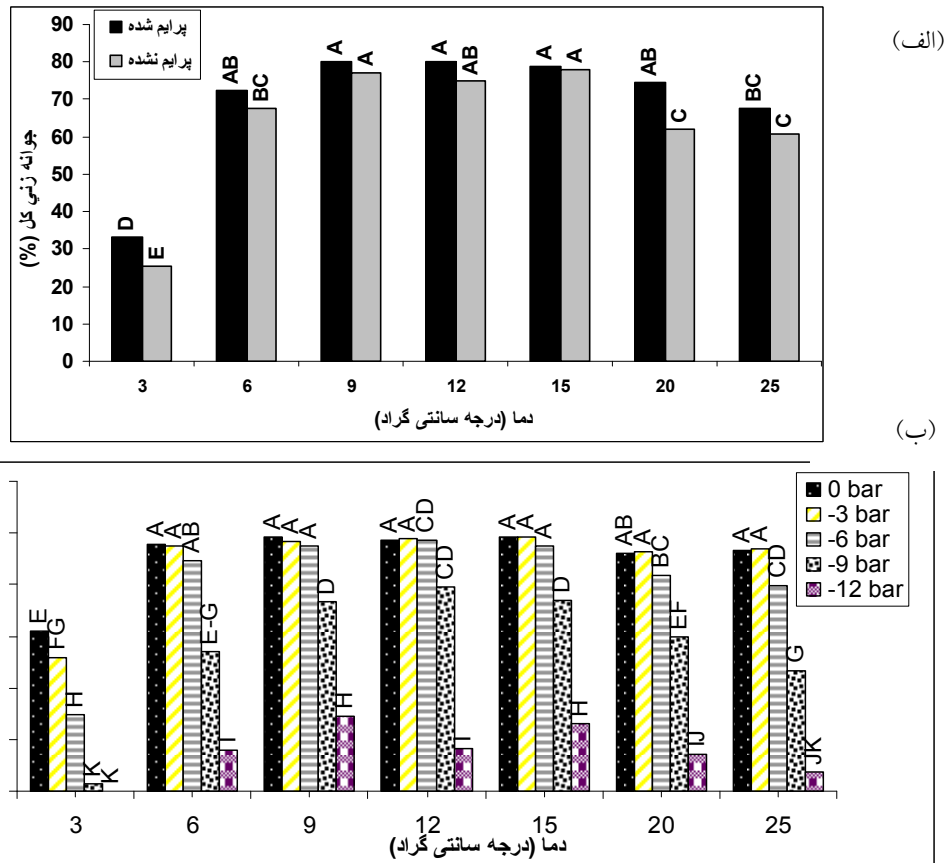 (الف)
پرایم شده
پرایم نشده
جوانه زني کل (%)
90
80
70
60
50
40
30
20
10
0
D E AB BC A A A AB A A AB C BC C
3 6 9 12 15 20 25
دما (درجه سانتی گراد)
(ب)
0 bar
-3 bar
-6 bar
-9 bar
-12 bar
E FG H K K A A AB E-G I A A A D H A A CD CD I A A A D H AB A BC EF IJ A A CD G JK
3 6 9 12 15 20 25
دما (درجه سانتی گراد)